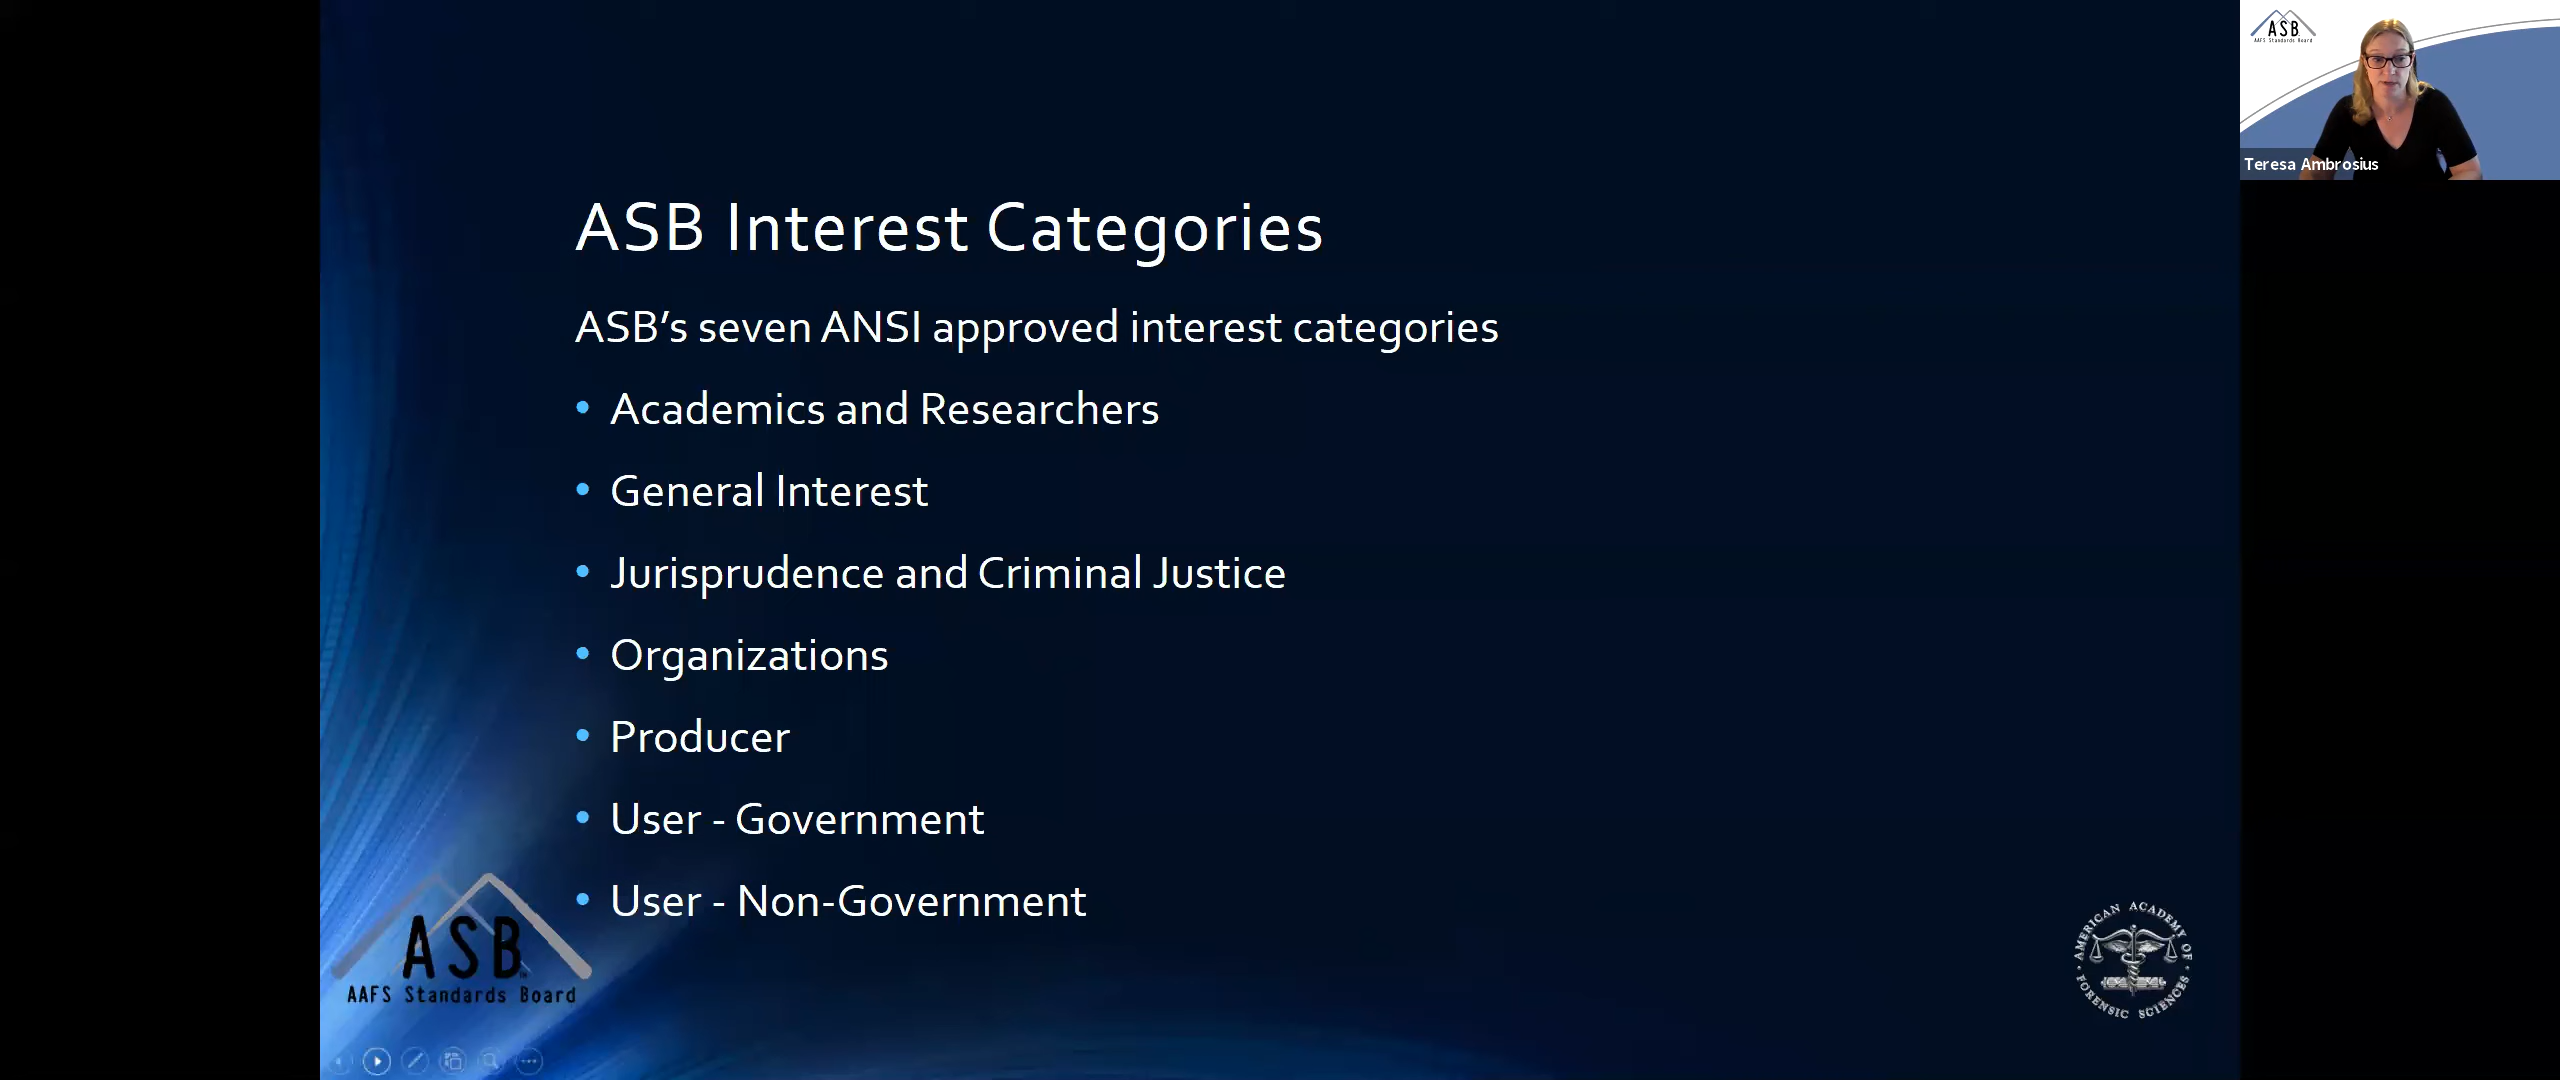 ASB Interest Categories
ASB’s seven ANSI approved interest categories
• Academics and Researchers
• General Interest
• Jurisprudence and Criminal Justice
• Organizations
• Producer
• User - Government
• User - Non-Government
ASB
AAFS Standards Board
AMERICAN ACADEMY OF
FORENSIC SCIENCES
ASB
AAFS Standards Board
Teresa Ambrosius